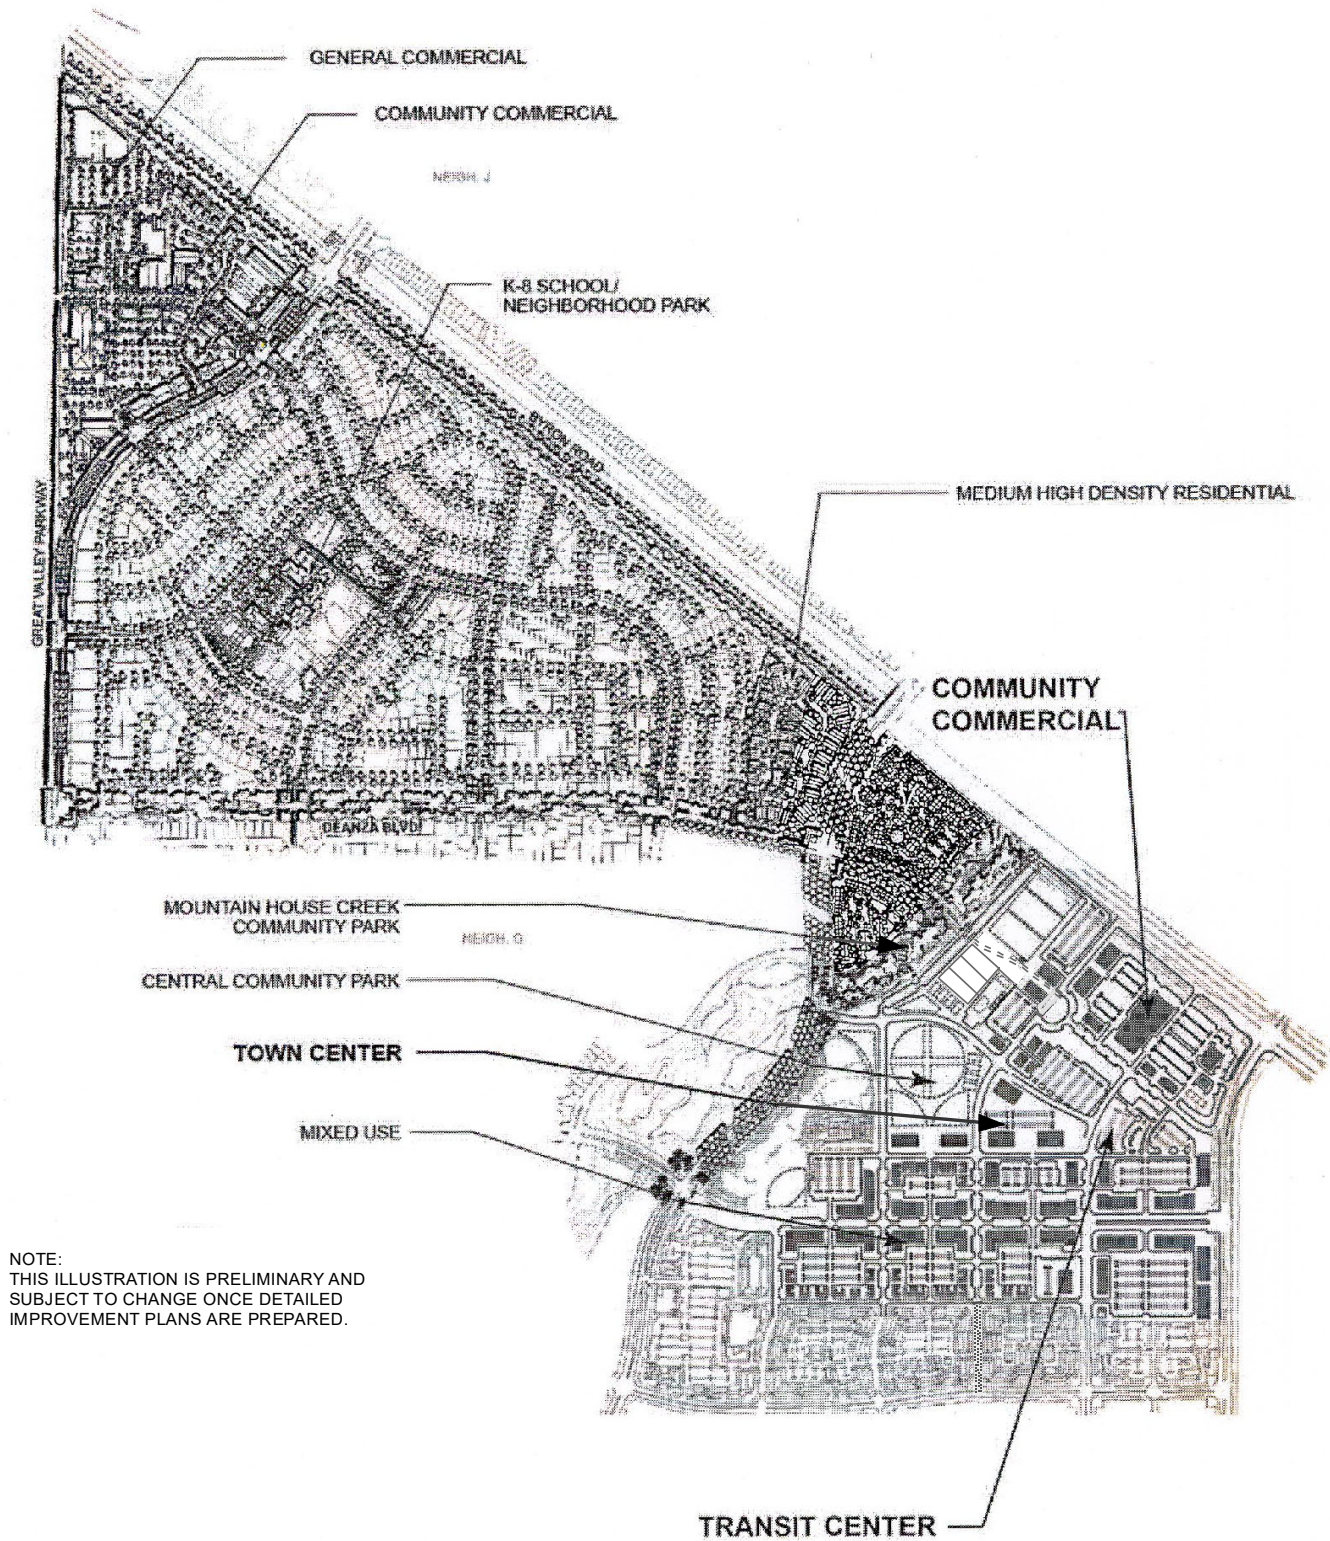 GENERAL COMMERCIAL
COMMUNITY COMMERCIAL
NEIGH. J
K-8 SCHOOL/
NEIGHBORHOOD PARK
BYRON ROAD
GREAT VALLEY PARKWAY
MEDIUM HIGH DENSITY RESIDENTIAL
COMMUNITY
COMMERCIAL
DEANZA BLVD
MOUNTAIN HOUSE CREEK
COMMUNITY PARK
NEIGH. G
CENTRAL COMMUNITY PARK
TOWN CENTER
MIXED USE
NOTE:
THIS ILLUSTRATION IS PRELIMINARY AND
SUBJECT TO CHANGE ONCE DETAILED
IMPROVEMENT PLANS ARE PREPARED.
TRANSIT CENTER